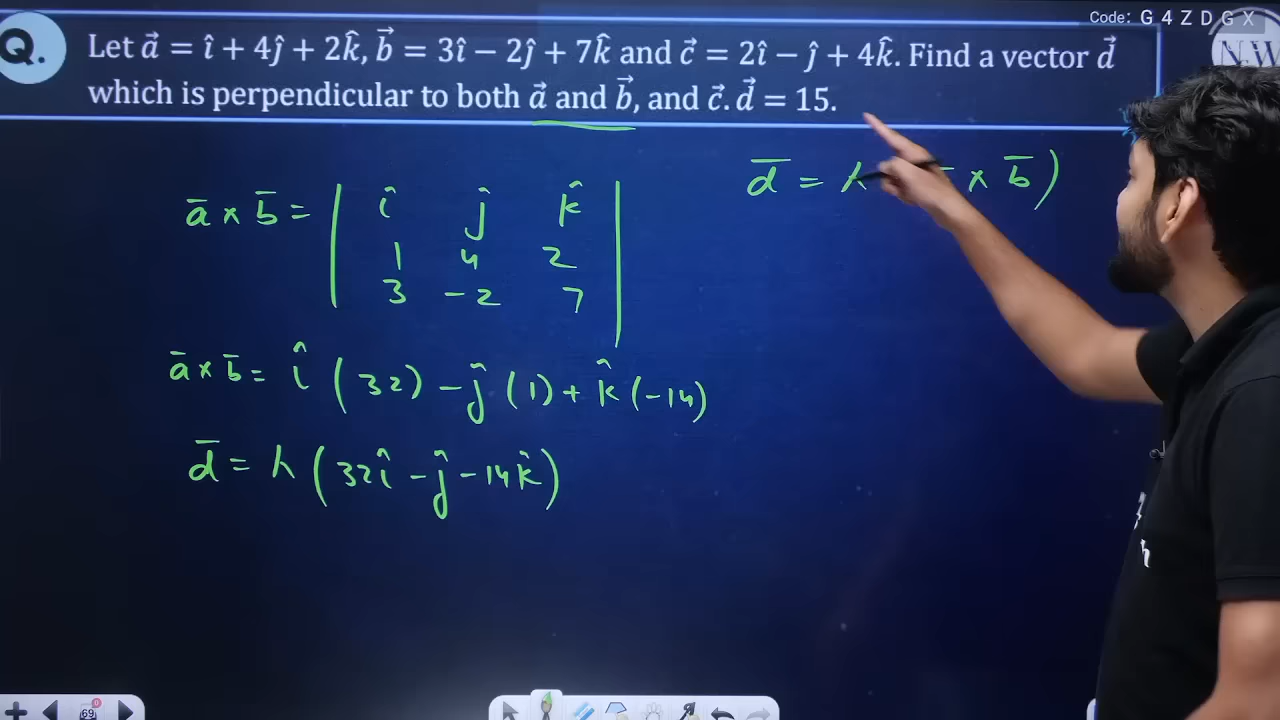 Code: G 4 Z D G X
Q.
Let a⃗ = î + 4ĵ + 2k̂, b⃗ = 3î − 2ĵ + 7k̂ and c⃗ = 2î − ĵ + 4k̂. Find a vector d⃗
which is perpendicular to both a⃗ and b⃗, and c⃗. d⃗ = 15.
N.W
d̄ = λ × b̄)
ā × b̄ = | î ĵ k̂ |
1 4 2
3 −2 7
ā × b̄ = î (32) − ĵ (1) + k̂ (−14)
d̄ = λ (32î − ĵ − 14k̂)
69